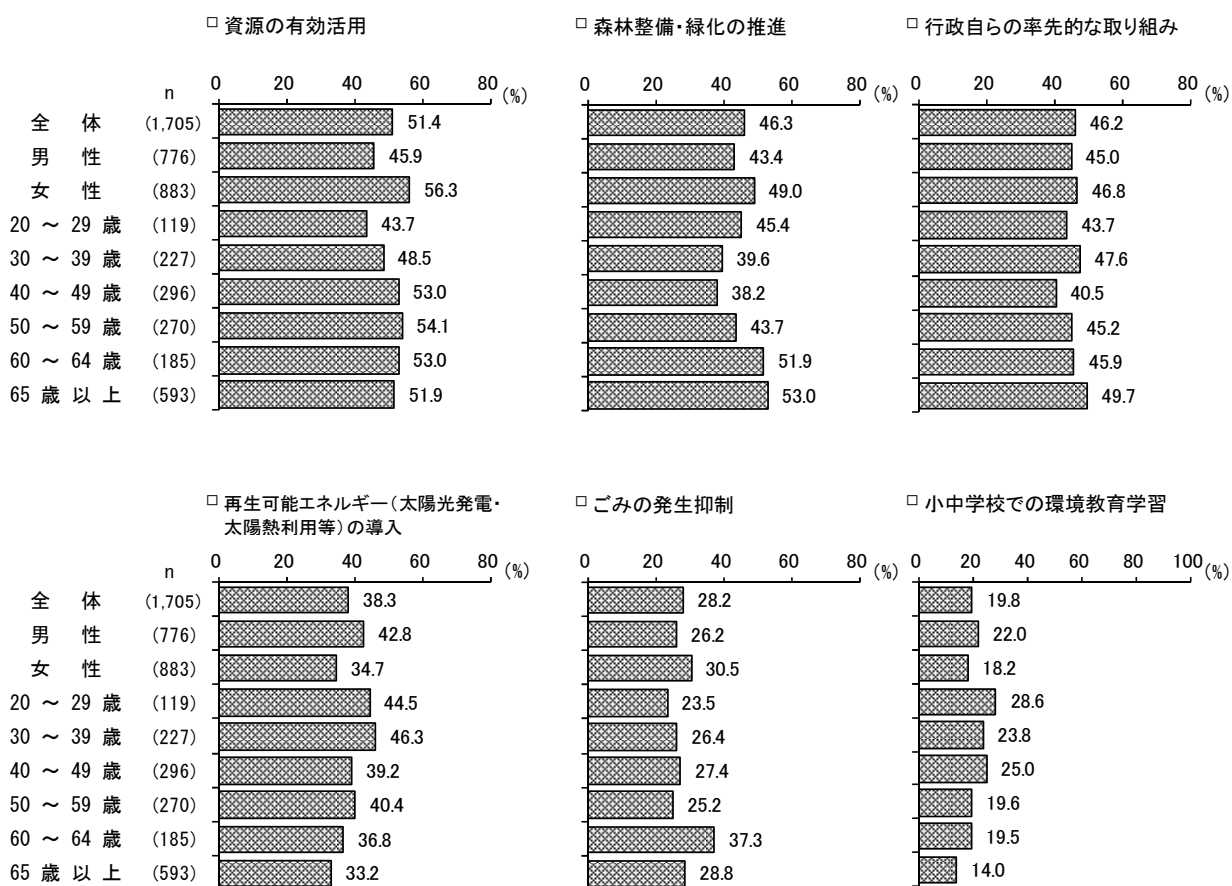 □ 資源の有効活用 □ 森林整備・緑化の推進 □ 行政自らの率先的な取り組み
0 20 40 60 80 (%) 0 20 40 60 80 (%) 0 20 40 60 80 (%)
n
全体 (1,705) 51.4 46.3 46.2
男性 (776) 45.9 43.4 45.0
女性 (883) 56.3 49.0 46.8
20 ～ 29 歳 (119) 43.7 45.4 43.7
30 ～ 39 歳 (227) 48.5 39.6 47.6
40 ～ 49 歳 (296) 53.0 38.2 40.5
50 ～ 59 歳 (270) 54.1 43.7 45.2
60 ～ 64 歳 (185) 53.0 51.9 45.9
65 歳以上 (593) 51.9 53.0 49.7
□ 再生可能エネルギー(太陽光発電・ □ ごみの発生抑制 □ 小中学校での環境教育学習
太陽熱利用等)の導入
0 20 40 60 80 (%) 0 20 40 60 80 (%) 0 20 40 60 80 100 (%)
n
全体 (1,705) 38.3 28.2 19.8
男性 (776) 42.8 26.2 22.0
女性 (883) 34.7 30.5 18.2
20 ～ 29 歳 (119) 44.5 23.5 28.6
30 ～ 39 歳 (227) 46.3 26.4 23.8
40 ～ 49 歳 (296) 39.2 27.4 25.0
50 ～ 59 歳 (270) 40.4 25.2 19.6
60 ～ 64 歳 (185) 36.8 37.3 19.5
65 歳以上 (593) 33.2 28.8 14.0